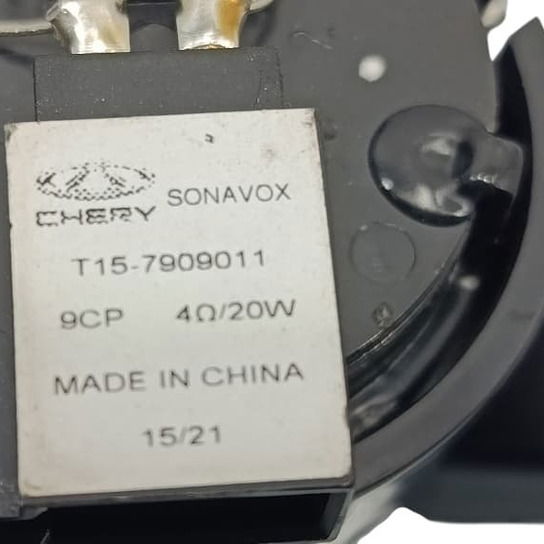 CHERY SONAVOX
T15-7909011
9CP 4Ω/20W
MADE IN CHINA
15/21